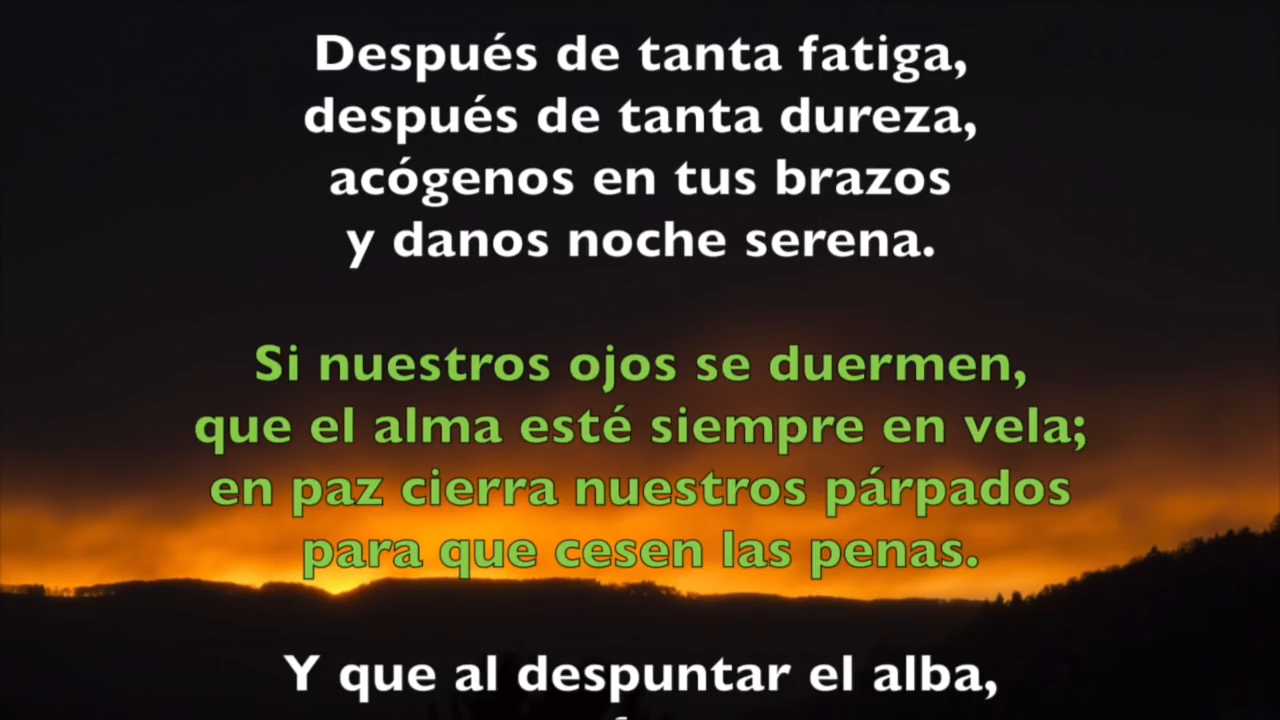 Después de tanta fatiga,
después de tanta dureza,
acógenos en tus brazos
y danos noche serena.
Si nuestros ojos se duermen,
que el alma esté siempre en vela;
en paz cierra nuestros párpados
para que cesen las penas.
Y que al despuntar el alba,